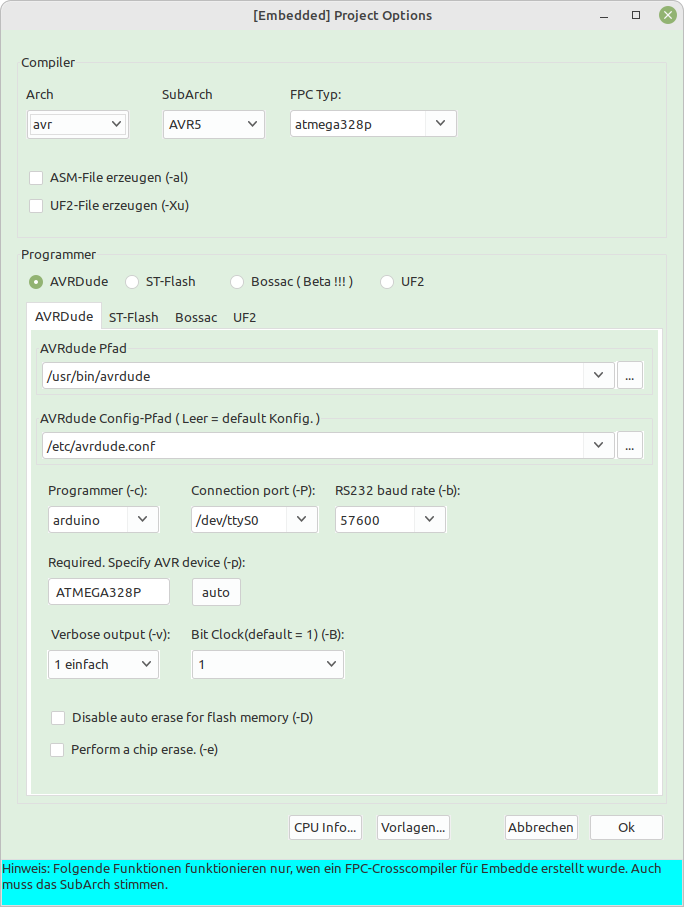 [Embedded] Project Options
Compiler
Arch SubArch FPC Typ:
avr AVR5 atmega328p
ASM-File erzeugen (-al)
UF2-File erzeugen (-Xu)
Programmer
AVRDude ST-Flash Bossac ( Beta !!! ) UF2
AVRDude ST-Flash Bossac UF2
AVRdude Pfad
/usr/bin/avrdude ...
AVRdude Config-Pfad ( Leer = default Konfig. )
/etc/avrdude.conf ...
Programmer (-c): Connection port (-P): RS232 baud rate (-b):
arduino /dev/ttyS0 57600
Required. Specify AVR device (-p):
ATMEGA328P auto
Verbose output (-v): Bit Clock(default = 1) (-B):
1 einfach 1
Disable auto erase for flash memory (-D)
Perform a chip erase. (-e)
CPU Info... Vorlagen... Abbrechen Ok
Hinweis: Folgende Funktionen funktionieren nur, wen ein FPC-Crosscompiler für Embedde erstellt wurde. Auch
muss das SubArch stimmen.